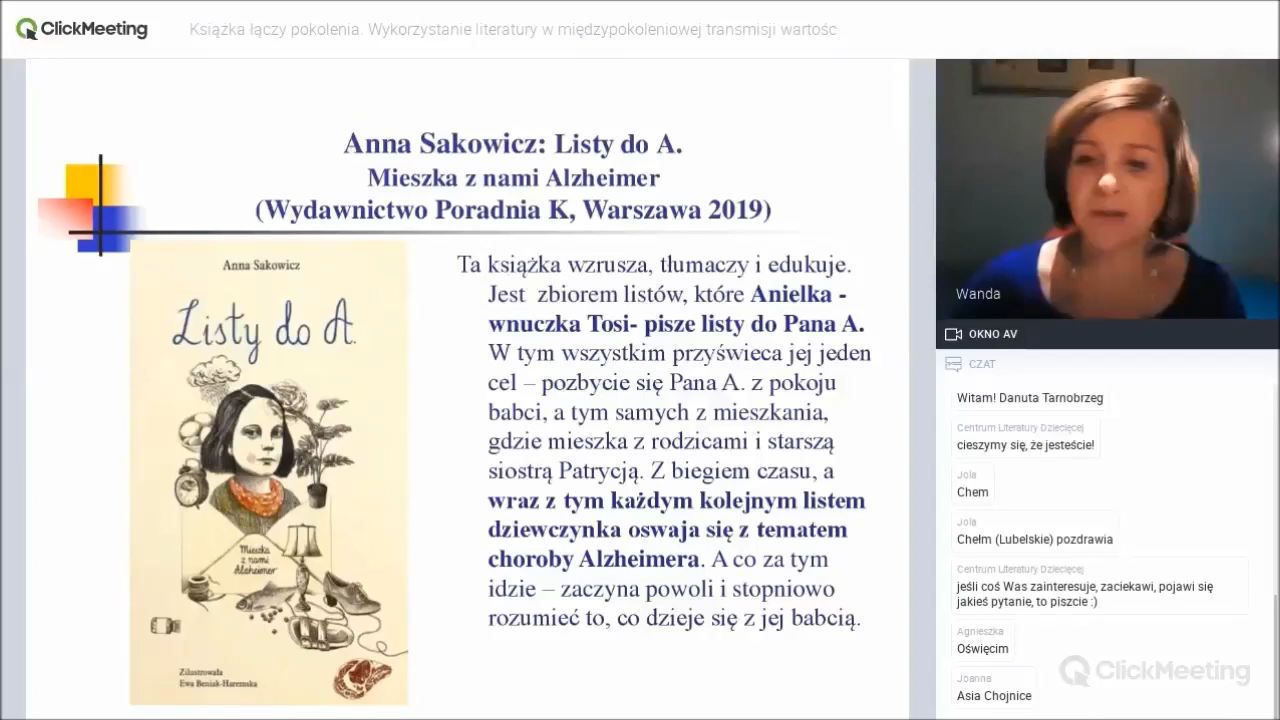 ClickMeeting
Książka łączy pokolenia. Wykorzystanie literatury w międzypokoleniowej transmisji wartośc
Anna Sakowicz: Listy do A.
Mieszka z nami Alzheimer
(Wydawnictwo Poradnia K, Warszawa 2019)
Anna Sakowicz
Listy do A.
Mieszka
z nami
Alzheimer
Zilustrowała
Ewa Beniak-Haremska
Ta książka wzrusza, tłumaczy i edukuje.
Jest zbiorem listów, które Anielka -
wnuczka Tosi- pisze listy do Pana A.
W tym wszystkim przyświeca jej jeden
cel – pozbycie się Pana A. z pokoju
babci, a tym samych z mieszkania,
gdzie mieszka z rodzicami i starszą
siostrą Patrycją. Z biegiem czasu, a
wraz z tym każdym kolejnym listem
dziewczynka oswaja się z tematem
choroby Alzheimera. A co za tym
idzie – zaczyna powoli i stopniowo
rozumieć to, co dzieje się z jej babcią.
Wanda
OKNO AV
CZAT
Witam! Danuta Tarnobrzeg
Centrum Literatury Dziecięcej
cieszymy się, że jesteście!
Jola
Chem
Jola
Chełm (Lubelskie) pozdrawia
Centrum Literatury Dziecięcej
jeśli coś Was zainteresuje, zaciekawi, pojawi się
jakieś pytanie, to piszcie :)
Agnieszka
Oświęcim
Joanna
Asia Chojnice
ClickMeeting